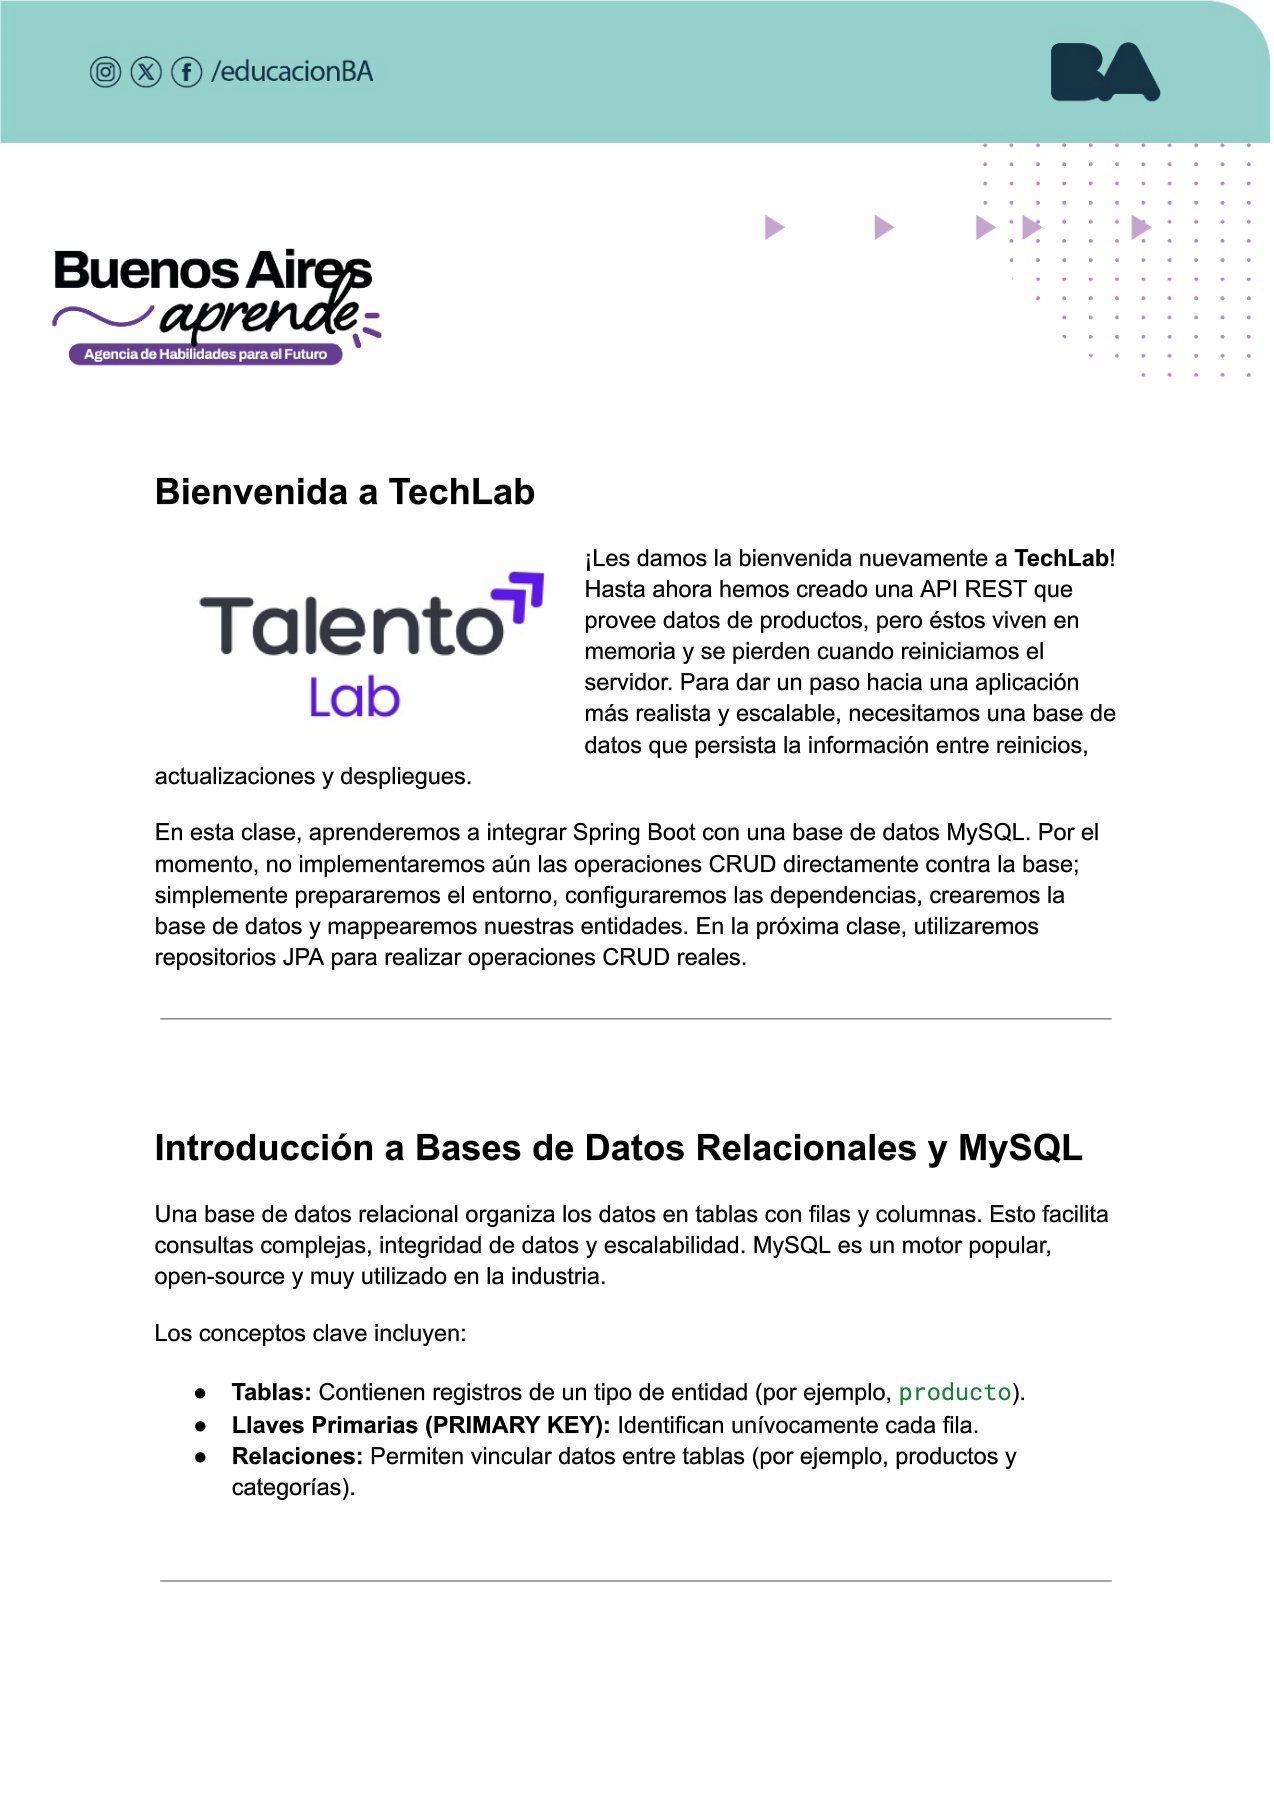 /educacionBA
BA
Buenos Aires
aprende
Agencia de Habilidades para el Futuro
Bienvenida a TechLab
Talento
Lab
¡Les damos la bienvenida nuevamente a TechLab!
Hasta ahora hemos creado una API REST que
provee datos de productos, pero éstos viven en
memoria y se pierden cuando reiniciamos el
servidor. Para dar un paso hacia una aplicación
más realista y escalable, necesitamos una base de
datos que persista la información entre reinicios,
actualizaciones y despliegues.
En esta clase, aprenderemos a integrar Spring Boot con una base de datos MySQL. Por el
momento, no implementaremos aún las operaciones CRUD directamente contra la base;
simplemente prepararemos el entorno, configuraremos las dependencias, crearemos la
base de datos y mappearemos nuestras entidades. En la próxima clase, utilizaremos
repositorios JPA para realizar operaciones CRUD reales.
Introducción a Bases de Datos Relacionales y MySQL
Una base de datos relacional organiza los datos en tablas con filas y columnas. Esto facilita
consultas complejas, integridad de datos y escalabilidad. MySQL es un motor popular,
open-source y muy utilizado en la industria.
Los conceptos clave incluyen:
● Tablas: Contienen registros de un tipo de entidad (por ejemplo, producto).
● Llaves Primarias (PRIMARY KEY): Identifican unívocamente cada fila.
● Relaciones: Permiten vincular datos entre tablas (por ejemplo, productos y
categorías).